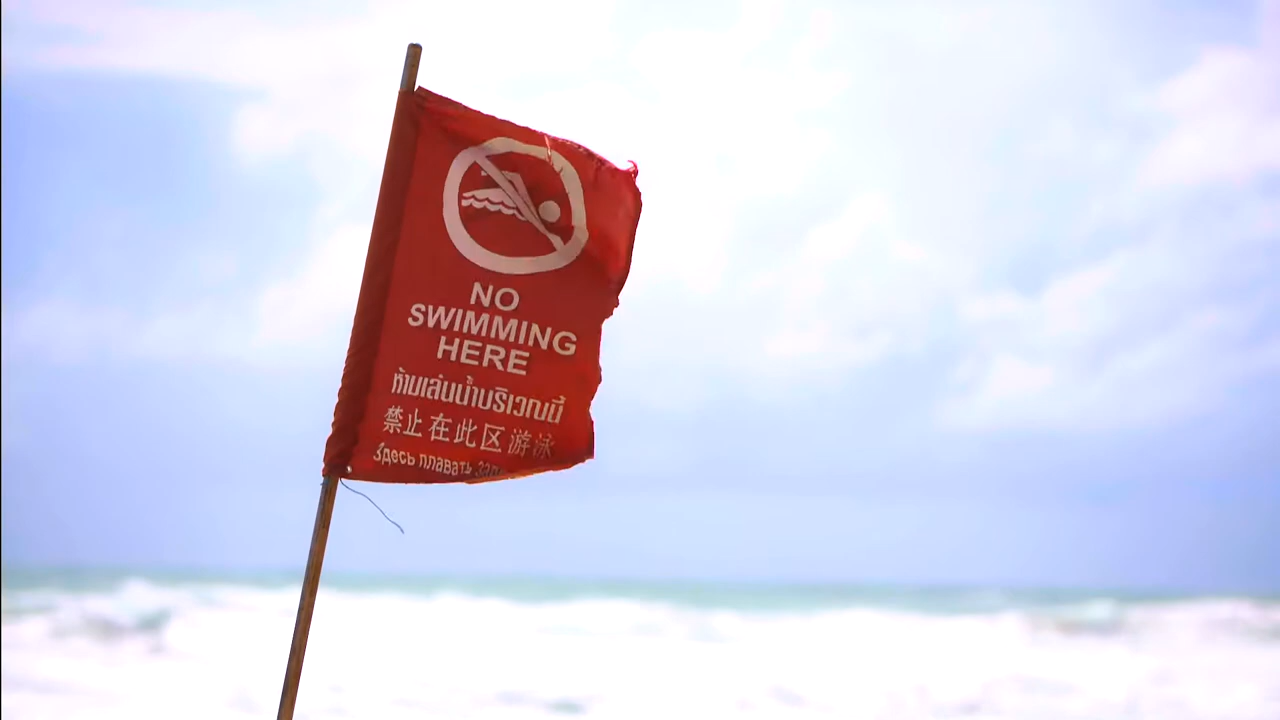 NO
SWIMMING
HERE
ห้ามเล่นน้ำบริเวณนี้
禁止在此区游泳
Здесь плавать